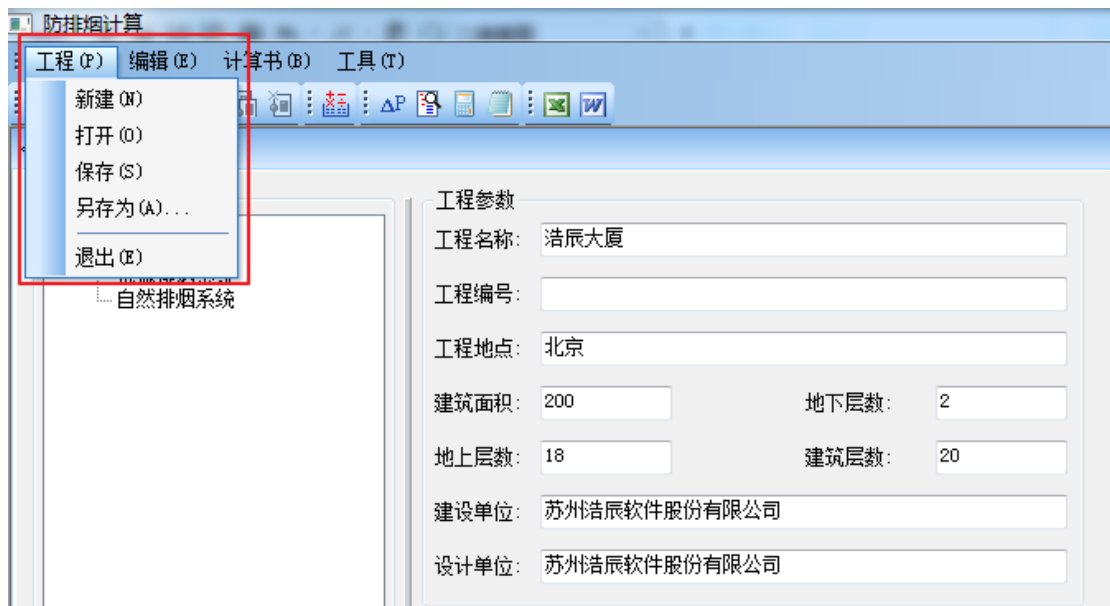 防排烟计算
工程(P) 编辑(E) 计算书(B) 工具(T)
新建(N)
打开(O)
保存(S)
另存为(A)...
退出(E)
自然排烟系统
ΔP
工程参数
工程名称: 浩辰大厦
工程编号:
工程地点: 北京
建筑面积: 200 地下层数: 2
地上层数: 18 建筑层数: 20
建设单位: 苏州浩辰软件股份有限公司
设计单位: 苏州浩辰软件股份有限公司